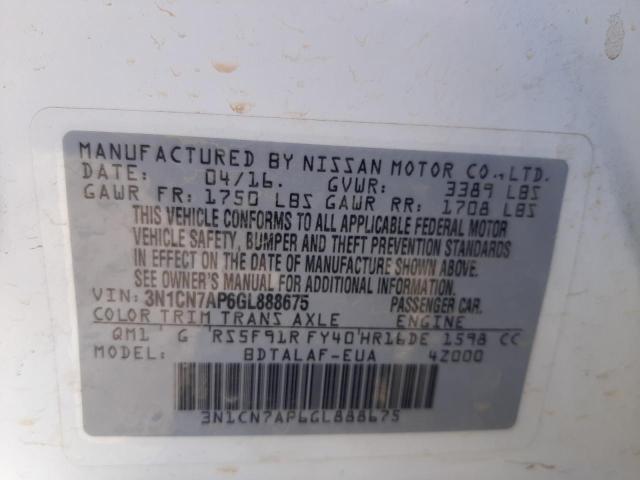 MANUFACTURED BY NISSAN MOTOR CO., LTD.
DATE: 04/16. GVWR: 3389 LBS
GAWR FR: 1750 LBS GAWR RR: 1708 LBS
THIS VEHICLE CONFORMS TO ALL APPLICABLE FEDERAL MOTOR
VEHICLE SAFETY, BUMPER AND THEFT PREVENTION STANDARDS
IN EFFECT ON THE DATE OF MANUFACTURE SHOWN ABOVE.
SEE OWNER'S MANUAL FOR ADDITIONAL INFORMATION.
VIN: 3N1CN7AP6GL888675 PASSENGER CAR.
COLOR TRIM TRANS AXLE ENGINE
QM1 G RS5F91R FY40 HR16DE 1598 CC
MODEL: BDTALAF-EUA 4Z000
3N1CN7AP6GL888675